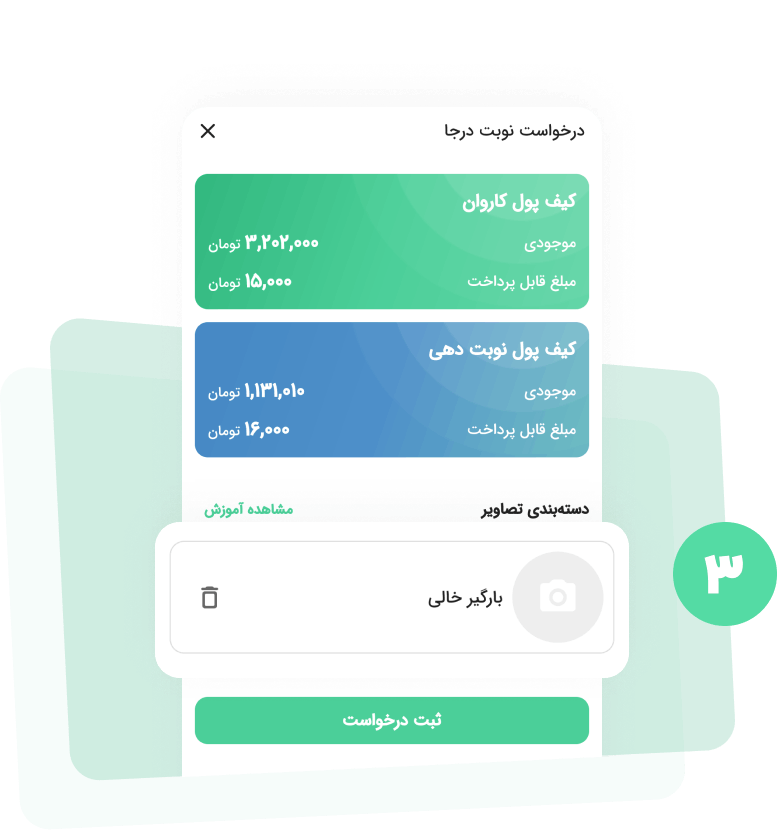 درخواست نوبت درجا
کیف پول کاروان
موجودی ۳,۲۰۲,۰۰۰ تومان
مبلغ قابل پرداخت ۱۵,۰۰۰ تومان
کیف پول نوبت دهی
موجودی ۱,۱۳۱,۰۱۰ تومان
مبلغ قابل پرداخت ۱۶,۰۰۰ تومان
دسته‌بندی تصاویر مشاهده آموزش
۳
بارگیر خالی
ثبت درخواست